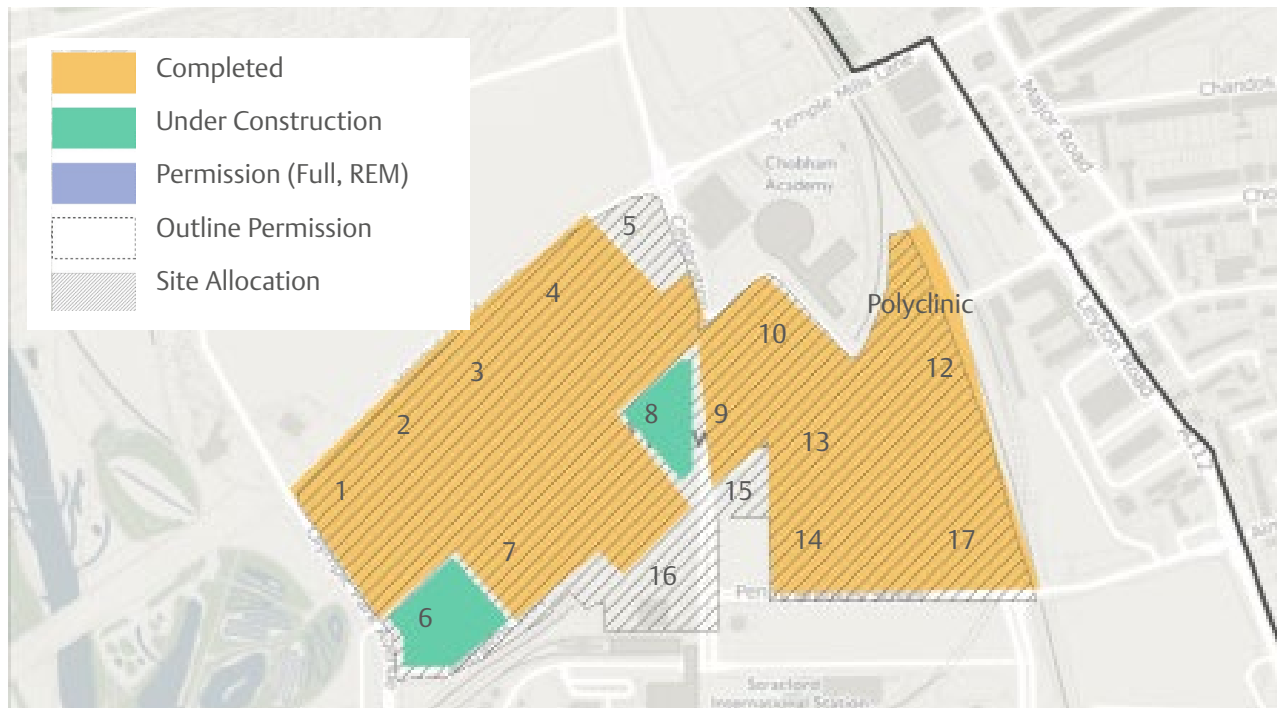 Completed
Under Construction
Permission (Full, REM)
Outline Permission
Site Allocation
Temple Mills Lane
Major Road
Chobham
Academy
5
4
Polyclinic
10
Leyton Road
3
12
2
8
9
13
A112
1
15
7
14
17
16
6
Stratford
International Station